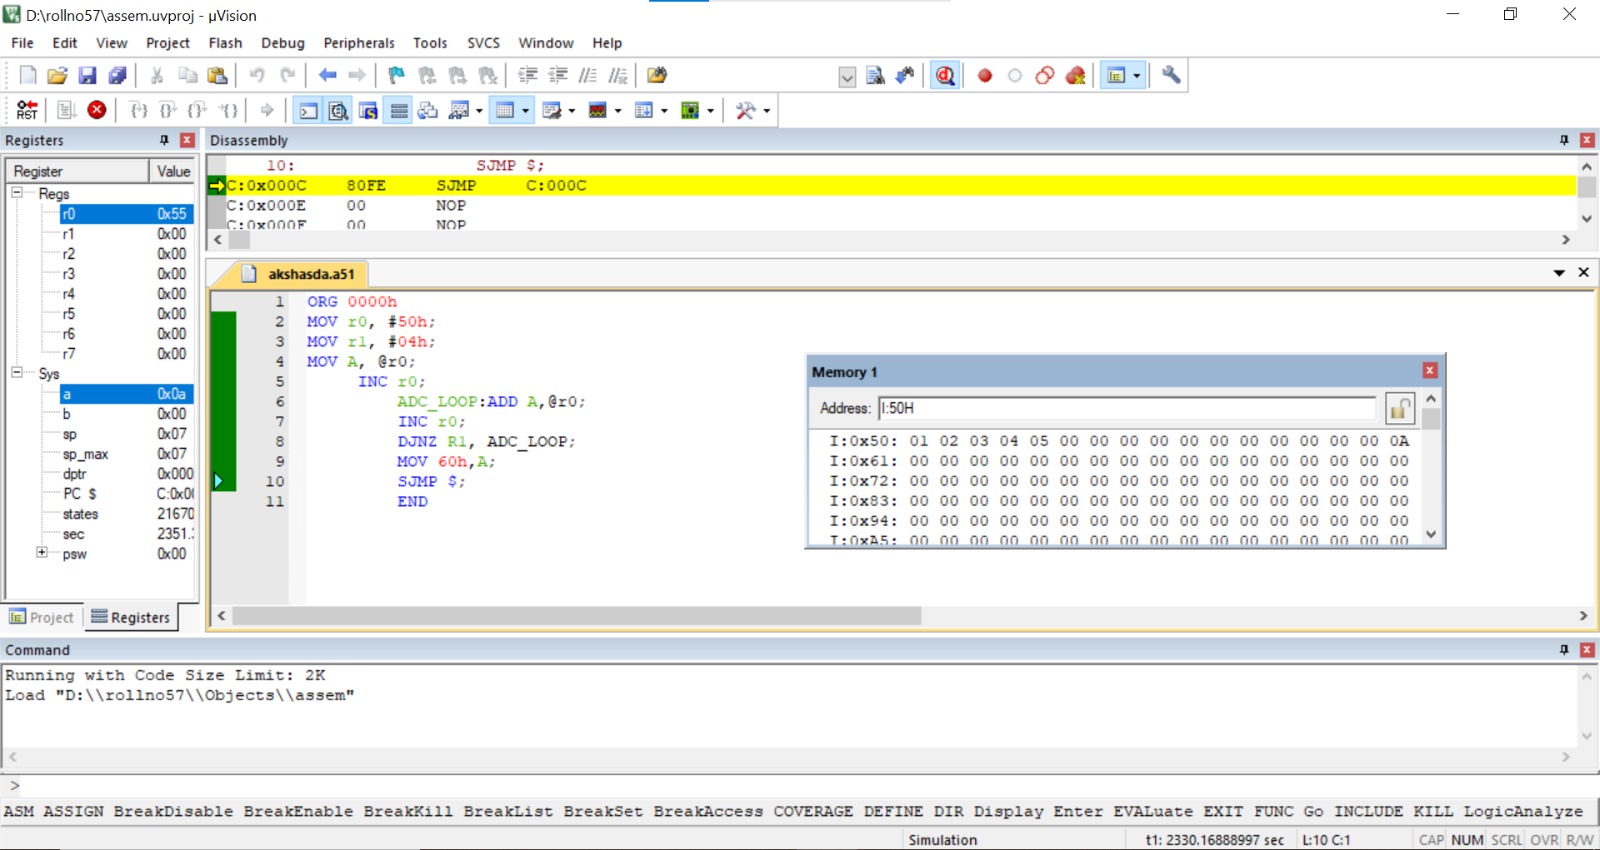 D:\rollno57\assem.uvproj - µVision
File Edit View Project Flash Debug Peripherals Tools SVCS Window Help
RST
Registers
Register Value
Regs
r0 0x55
r1 0x00
r2 0x00
r3 0x00
r4 0x00
r5 0x00
r6 0x00
r7 0x00
Sys
a 0x0a
b 0x00
sp 0x07
sp_max 0x07
dptr 0x000
PC $ C:0x0
states 21670
sec 2351.
psw 0x00
Project Registers
Disassembly
10: SJMP $;
C:0x000C 80FE SJMP C:000C
C:0x000E 00 NOP
C:0x000F 00 NOP
akshasda.a51
1 ORG 0000h
2 MOV r0, #50h;
3 MOV r1, #04h;
4 MOV A, @r0;
5 INC r0;
6 ADC_LOOP:ADD A,@r0;
7 INC r0;
8 DJNZ R1, ADC_LOOP;
9 MOV 60h,A;
10 SJMP $;
11 END
Memory 1
Address: I:50H
I:0x50: 01 02 03 04 05 00 00 00 00 00 00 00 00 00 00 00 0A
I:0x61: 00 00 00 00 00 00 00 00 00 00 00 00 00 00 00 00 00
I:0x72: 00 00 00 00 00 00 00 00 00 00 00 00 00 00 00 00 00
I:0x83: 00 00 00 00 00 00 00 00 00 00 00 00 00 00 00 00 00
I:0x94: 00 00 00 00 00 00 00 00 00 00 00 00 00 00 00 00 00
I:0xA5: 00 00 00 00 00 00 00 00 00 00 00 00 00 00 00 00 00
Command
Running with Code Size Limit: 2K
Load "D:\\rollno57\\Objects\\assem"
>
ASM ASSIGN BreakDisable BreakEnable BreakKill BreakList BreakSet BreakAccess COVERAGE DEFINE DIR Display Enter EVALuate EXIT FUNC Go INCLUDE KILL LogicAnalyze
Simulation t1: 2330.16888997 sec L:10 C:1 CAP NUM SCRL OVR R/W